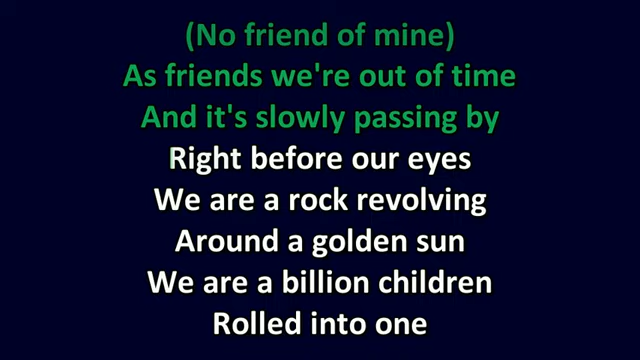 (No friend of mine)
As friends we're out of time
And it's slowly passing by
Right before our eyes
We are a rock revolving
Around a golden sun
We are a billion children
Rolled into one